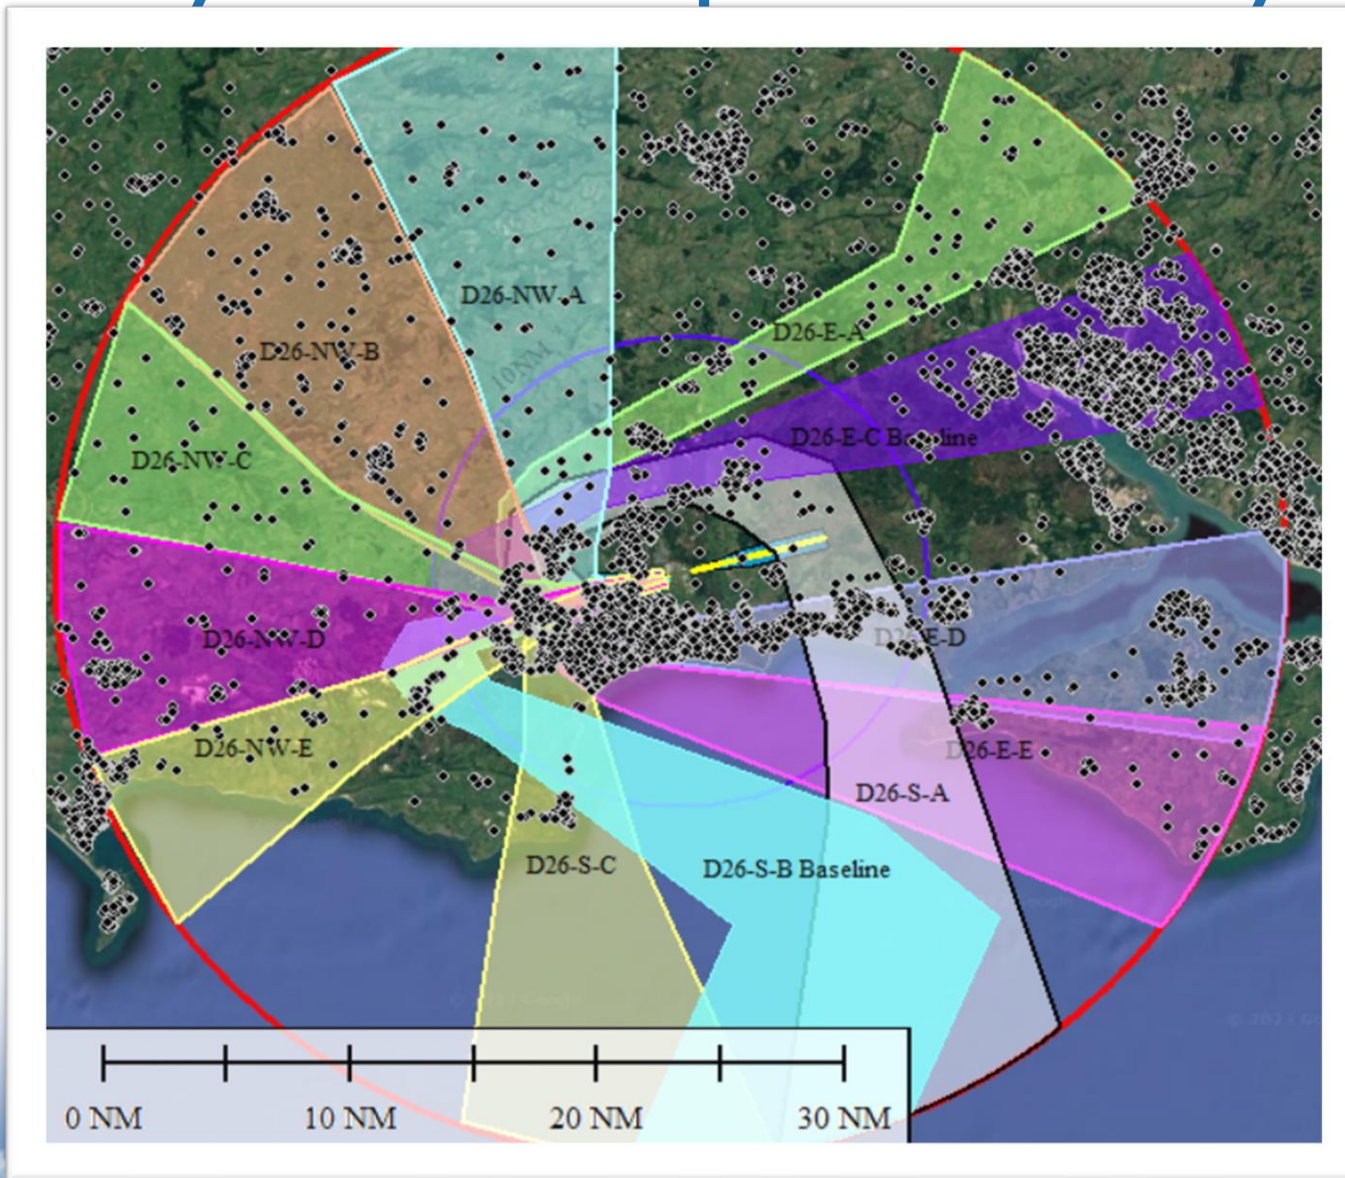 D26-NW-A
D26-E-A
D26-NW-B
10NM
D26-E-C Baseline
D26-NW-C
D26-NW-D
D26-E-D
D26-NW-E
D26-E-E
D26-S-A
D26-S-C
D26-S-B Baseline
0 NM 10 NM 20 NM 30 NM